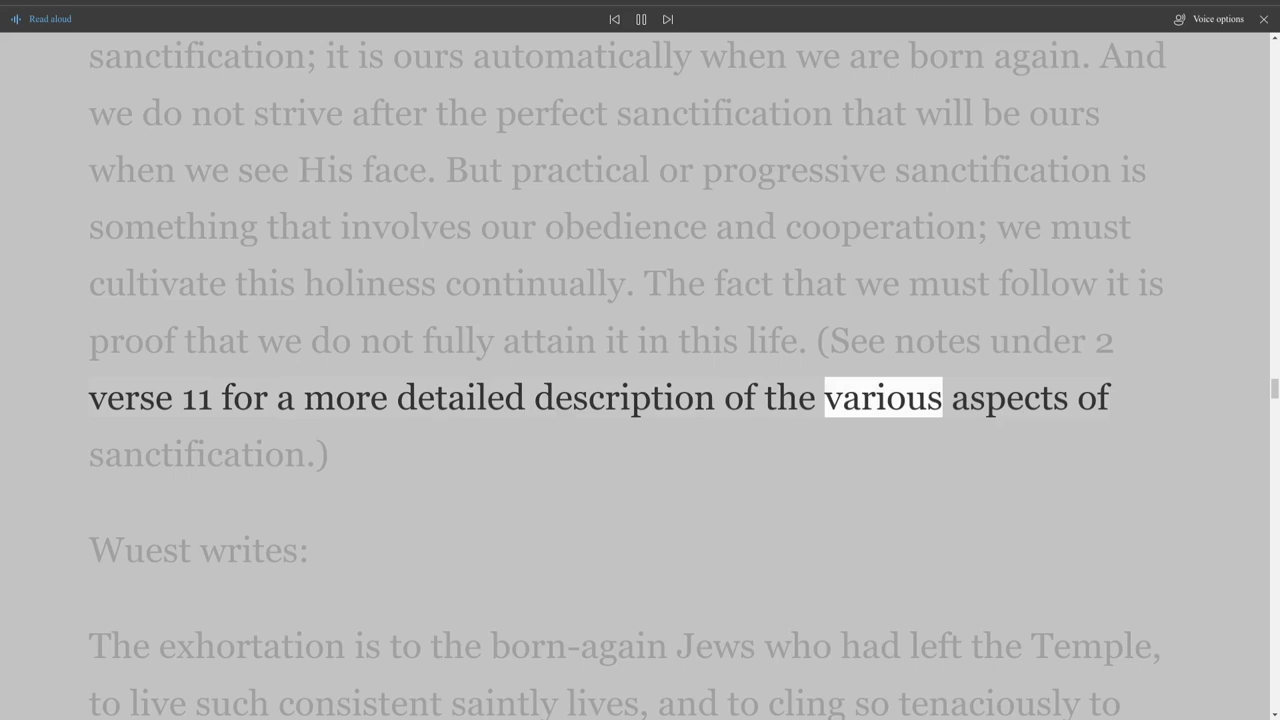 Read aloud
Voice options
sanctification; it is ours automatically when we are born again. And
we do not strive after the perfect sanctification that will be ours
when we see His face. But practical or progressive sanctification is
something that involves our obedience and cooperation; we must
cultivate this holiness continually. The fact that we must follow it is
proof that we do not fully attain it in this life. (See notes under 2
verse 11 for a more detailed description of the various aspects of
sanctification.)
Wuest writes:
The exhortation is to the born-again Jews who had left the Temple,
to live such consistent saintly lives, and to cling so tenaciously to